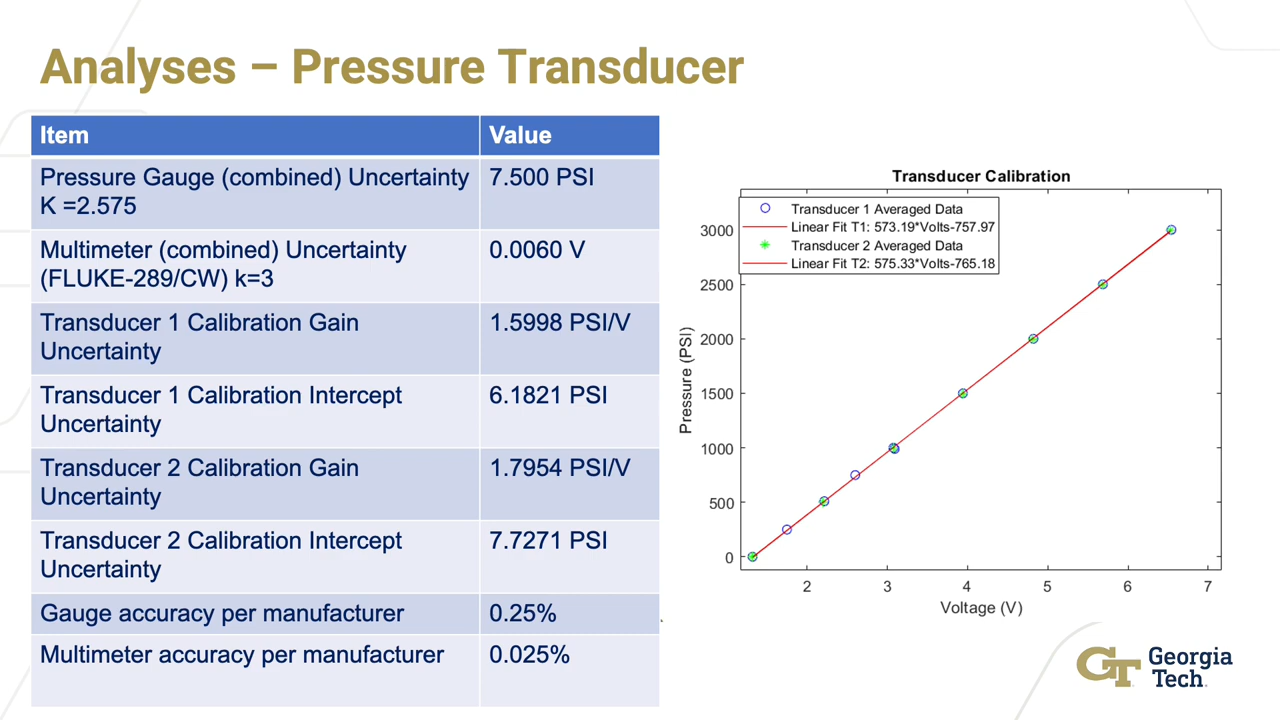 Analyses – Pressure Transducer
Item
Value
Pressure Gauge (combined) Uncertainty
K =2.575
7.500 PSI
Multimeter (combined) Uncertainty
(FLUKE-289/CW) k=3
0.0060 V
Transducer 1 Calibration Gain
Uncertainty
1.5998 PSI/V
Transducer 1 Calibration Intercept
Uncertainty
6.1821 PSI
Transducer 2 Calibration Gain
Uncertainty
1.7954 PSI/V
Transducer 2 Calibration Intercept
Uncertainty
7.7271 PSI
Gauge accuracy per manufacturer
0.25%
Multimeter accuracy per manufacturer
0.025%
Transducer Calibration
Transducer 1 Averaged Data
Linear Fit T1: 573.19*Volts-757.97
Transducer 2 Averaged Data
Linear Fit T2: 575.33*Volts-765.18
Pressure (PSI)
3000
2500
2000
1500
1000
500
0
2 3 4 5 6 7
Voltage (V)
GT
Georgia
Tech.